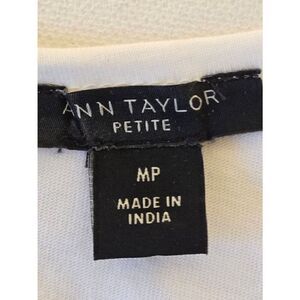 ANN TAYLOR
PETITE
MP
MADE IN
INDIA